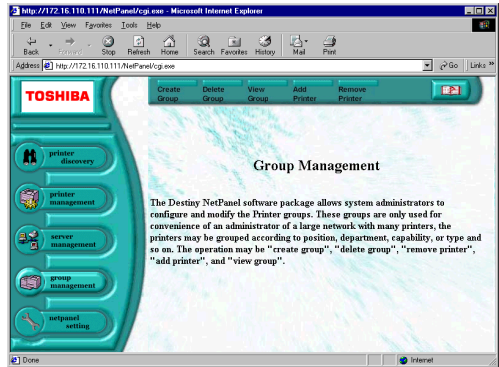 http://172.16.110.111/NetPanel/cgi.exe - Microsoft Internet Explorer
File Edit View Favorites Tools Help
Back Forward Stop Refresh Home Search Favorites History Mail Print
Address http://172.16.110.111/NetPanel/cgi.exe Go Links »
TOSHIBA
Create Group
Delete Group
View Group
Add Printer
Remove Printer
printer discovery
printer management
server management
group management
netpanel setting
Group Management
The Destiny NetPanel software package allows system administrators to
configure and modify the Printer groups. These groups are only used for
convenience of an administrator of a large network with many printers, the
printers may be grouped according to position, department, capability, or type and
so on. The operation may be "create group", "delete group", "remove printer",
"add printer", and "view group".
Done
Internet